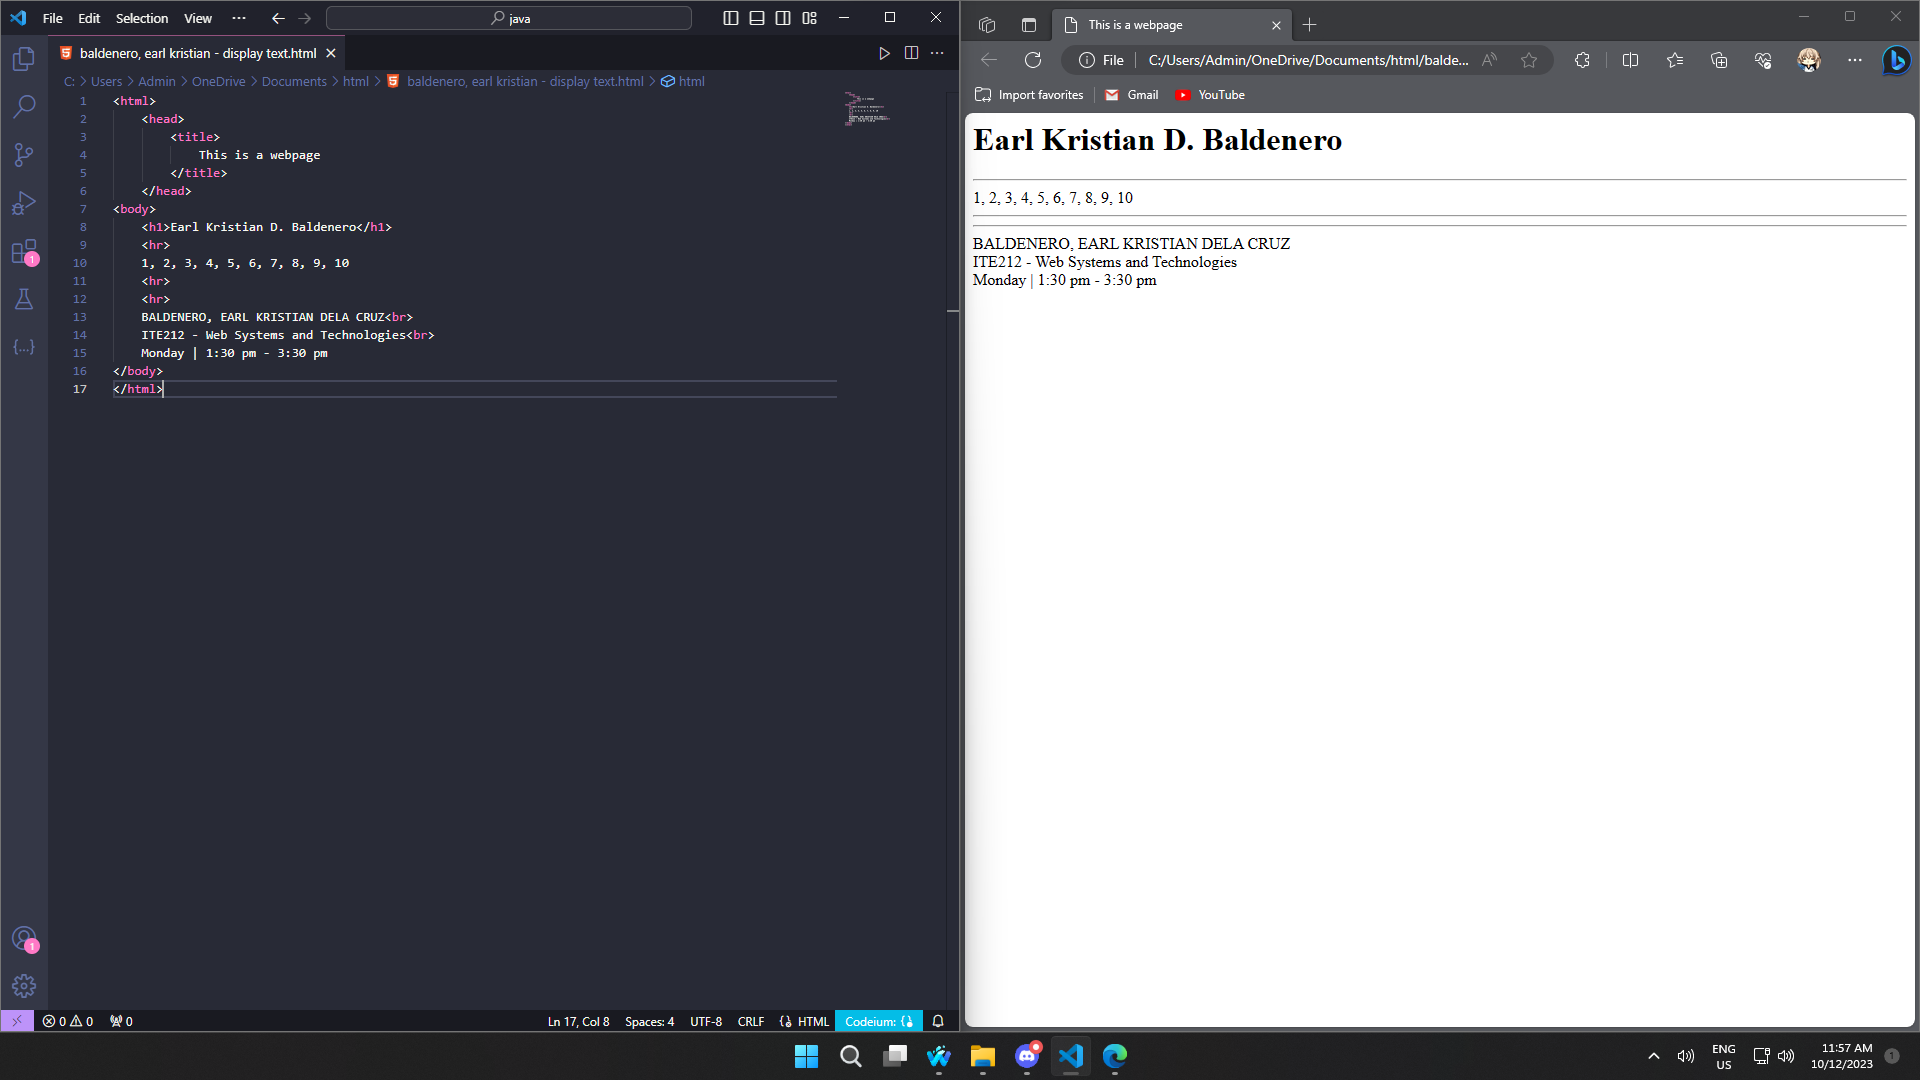 File Edit Selection View ... java
baldenero, earl kristian - display text.html
C: > Users > Admin > OneDrive > Documents > html > baldenero, earl kristian - display text.html > html
1 <html>
2 <head>
3 <title>
4 This is a webpage
5 </title>
6 </head>
7 <body>
8 <h1>Earl Kristian D. Baldenero</h1>
9 <hr>
10 1, 2, 3, 4, 5, 6, 7, 8, 9, 10
11 <hr>
12 <hr>
13 BALDENERO, EARL KRISTIAN DELA CRUZ<br>
14 ITE212 - Web Systems and Technologies<br>
15 Monday | 1:30 pm - 3:30 pm
16 </body>
17 </html>
1
1
0 0 0 Ln 17, Col 8 Spaces: 4 UTF-8 CRLF HTML Codeium: {}
This is a webpage
File C:/Users/Admin/OneDrive/Documents/html/balde...
Import favorites Gmail YouTube
Earl Kristian D. Baldenero
1, 2, 3, 4, 5, 6, 7, 8, 9, 10
BALDENERO, EARL KRISTIAN DELA CRUZ
ITE212 - Web Systems and Technologies
Monday | 1:30 pm - 3:30 pm
ENG
US
11:57 AM
10/12/2023
1